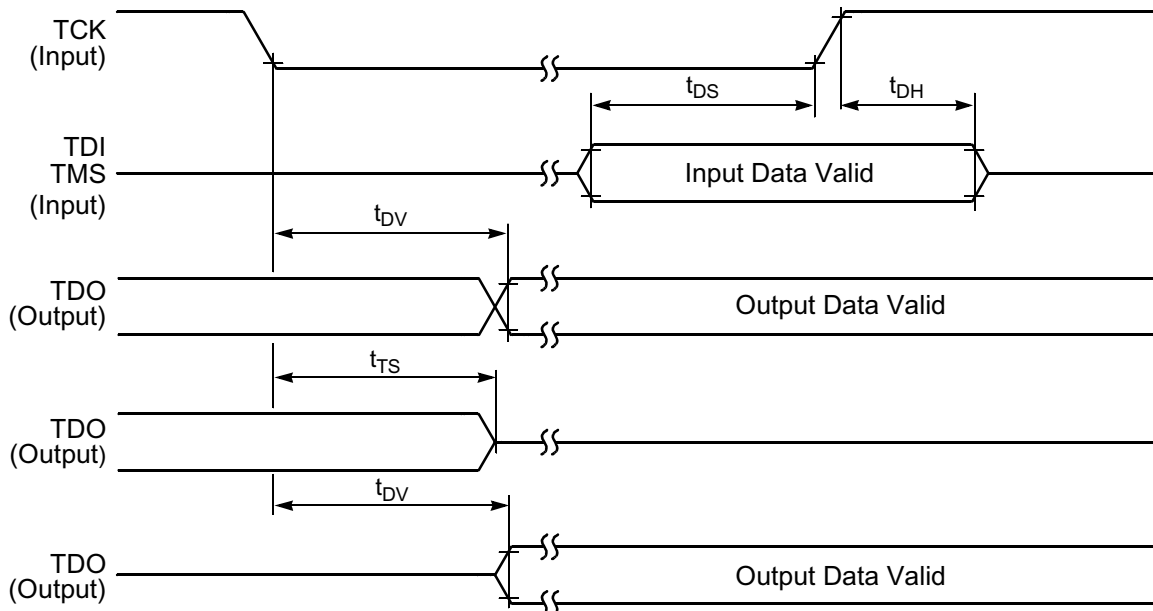 TCK
(Input)
tDS
tDH
TDI
TMS
(Input)
Input Data Valid
tDV
TDO
(Output)
Output Data Valid
tTS
TDO
(Output)
tDV
TDO
(Output)
Output Data Valid